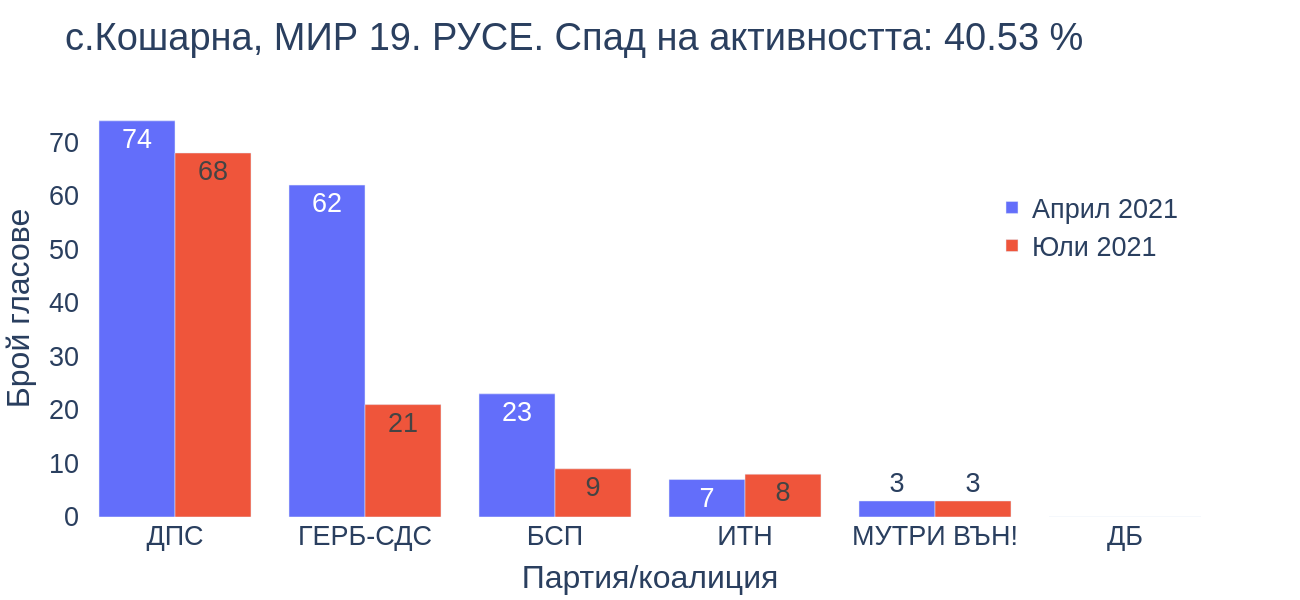 с.Кошарна, МИР 19. РУСЕ. Спад на активността: 40.53 %
Брой гласове
70
60
50
40
30
20
10
0
74
68
62
21
23
9
7
8
3
3
Април 2021
Юли 2021
ДПС
ГЕРБ-СДС
БСП
ИТН
МУТРИ ВЪН!
ДБ
Партия/коалиция